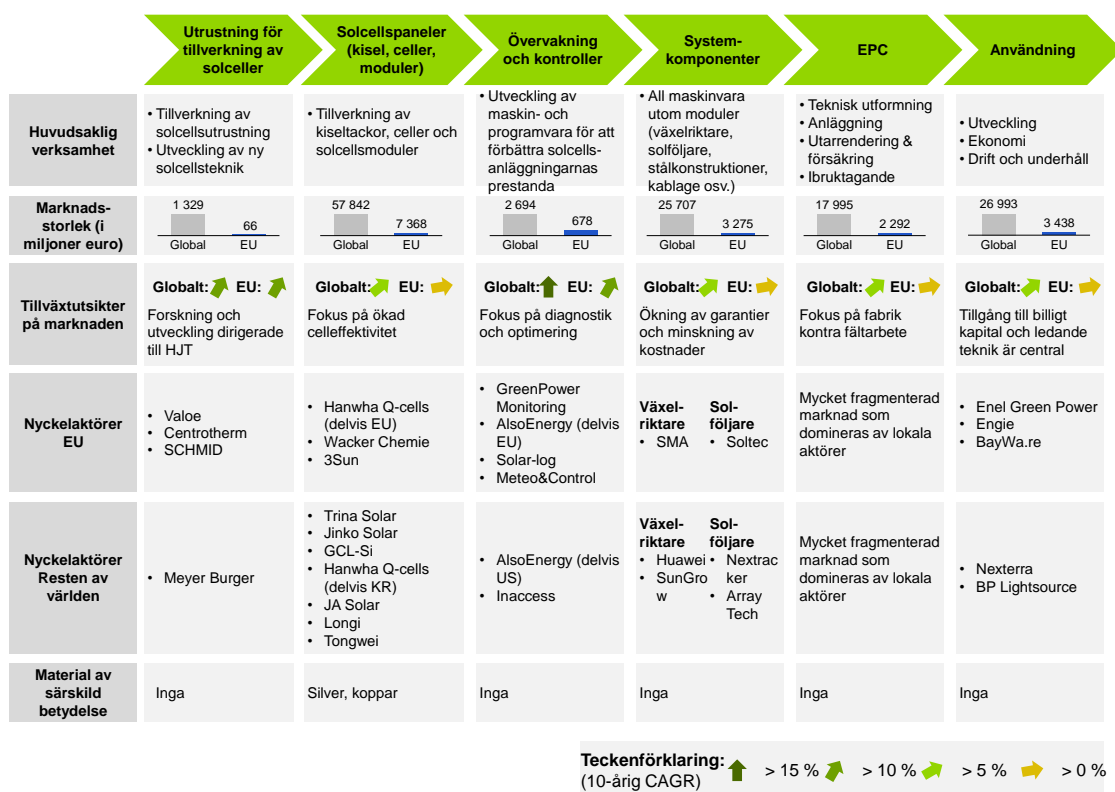 Utrustning för
tillverkning av
solceller
Solcellspaneler
(kisel, celler,
moduler)
Övervakning
och kontroller
System-
komponenter
EPC
Användning
Huvudsaklig
verksamhet
• Tillverkning av
solcellsutrustning
• Utveckling av ny
solcellsteknik
• Tillverkning av
kiseltackor, celler och
solcellsmoduler
• Utveckling av
maskin- och
programvara för att
förbättra solcells-
anläggningarnas
prestanda
• All maskinvara
utom moduler
(växelriktare,
solföljare,
stålkonstruktioner,
kablage osv.)
• Teknisk utformning
• Anläggning
• Utarrendering &
försäkring
• Ibruktagande
• Utveckling
• Ekonomi
• Drift och underhåll
Marknads-
storlek (i
miljoner euro)
1 329
66
Global EU
57 842
7 368
Global EU
2 694
678
Global EU
25 707
3 275
Global EU
17 995
2 292
Global EU
26 993
3 438
Global EU
Tillväxtutsikter
på marknaden
Globalt: EU:
Forskning och
utveckling dirigerade
till HJT
Globalt: EU:
Fokus på ökad
celleffektivitet
Globalt: EU:
Fokus på diagnostik
och optimering
Globalt: EU:
Ökning av garantier
och minskning av
kostnader
Globalt: EU:
Fokus på fabrik
kontra fältarbete
Globalt: EU:
Tillgång till billigt
kapital och ledande
teknik är central
Nyckelaktörer
EU
• Valoe
• Centrotherm
• SCHMID
• Hanwha Q-cells
(delvis EU)
• Wacker Chemie
• 3Sun
• GreenPower
Monitoring
• AlsoEnergy (delvis
EU)
• Solar-log
• Meteo&Control
Växel-
riktare
• SMA
Sol-
följare
• Soltec
Mycket fragmenterad
marknad som
domineras av lokala
aktörer
• Enel Green Power
• Engie
• BayWa.re
Nyckelaktörer
Resten av
världen
• Meyer Burger
• Trina Solar
• Jinko Solar
• GCL-Si
• Hanwha Q-cells
(delvis KR)
• JA Solar
• Longi
• Tongwei
• AlsoEnergy (delvis
US)
• Inaccess
Växel-
riktare
• Huawei
• SunGro
w
Sol-
följare
• Nextrac
ker
• Array
Tech
Mycket fragmenterad
marknad som
domineras av lokala
aktörer
• Nexterra
• BP Lightsource
Material av
särskild
betydelse
Inga
Silver, koppar
Inga
Inga
Inga
Inga
Teckenförklaring:
(10-årig CAGR)
> 15 %
> 10 %
> 5 %
> 0 %